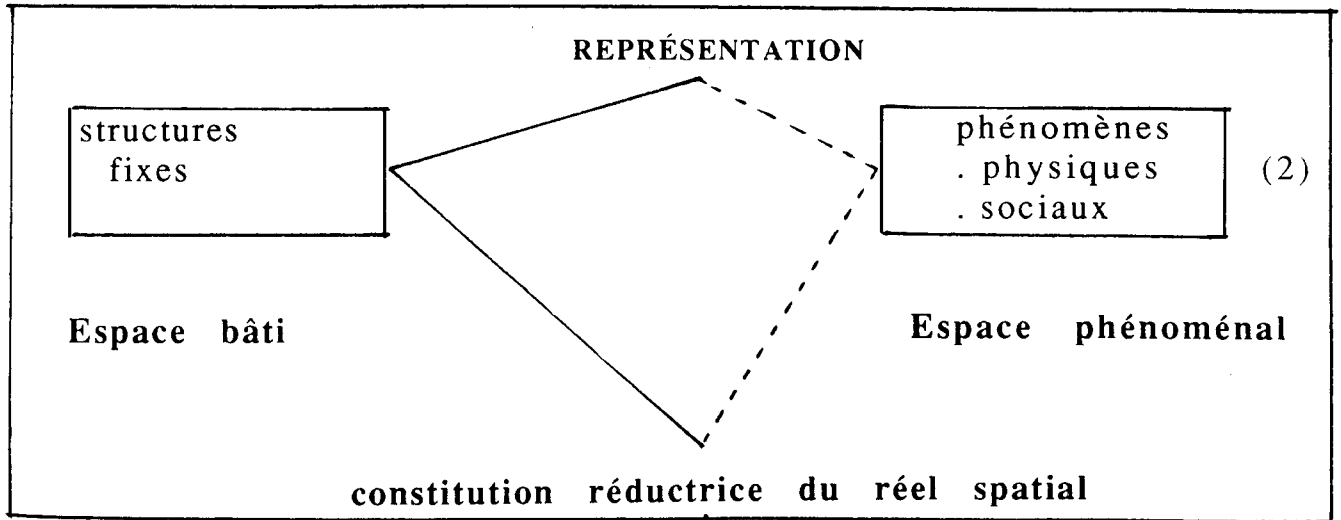 REPRÉSENTATION
structures
fixes
phénomènes
. physiques
. sociaux
(2)
Espace bâti
Espace phénoménal
constitution réductrice du réel spatial